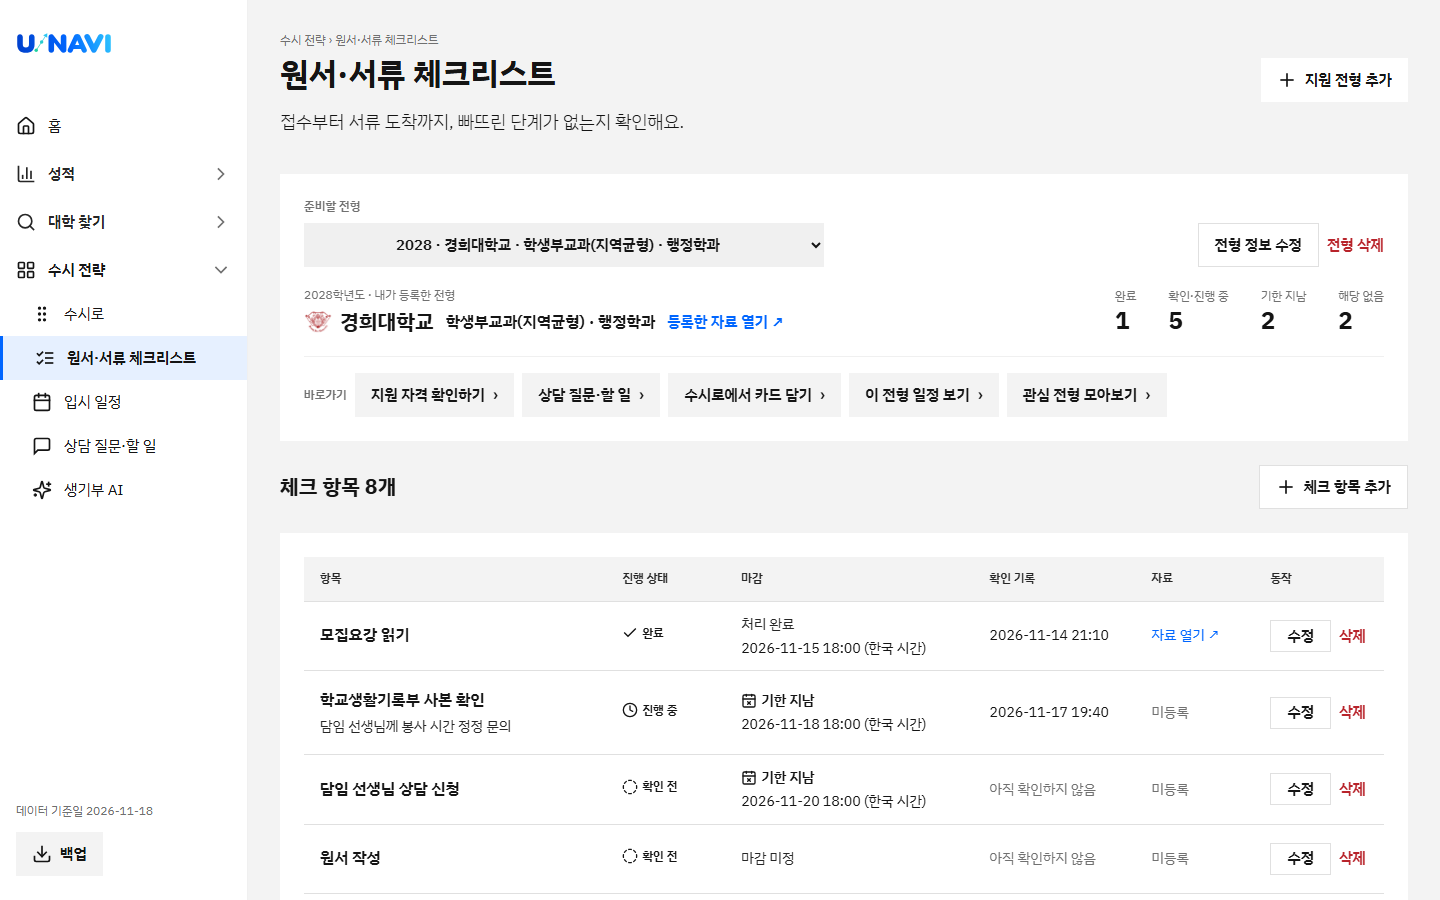 UNAVI
홈
성적
대학 찾기
수시 전략
수시로
원서·서류 체크리스트
입시 일정
상담 질문·할 일
생기부 AI
데이터 기준일 2026-11-18
백업
수시 전략 › 원서·서류 체크리스트
원서·서류 체크리스트
접수부터 서류 도착까지, 빠뜨린 단계가 없는지 확인해요.
지원 전형 추가
준비할 전형
2028 · 경희대학교 · 학생부교과(지역균형) · 행정학과
전형 정보 수정 전형 삭제
2028학년도 · 내가 등록한 전형
경희대학교 학생부교과(지역균형) · 행정학과 등록한 자료 열기 ↗
완료 확인·진행 중 기한 지남 해당 없음
1 5 2 2
바로가기 지원 자격 확인하기 › 상담 질문·할 일 › 수시로에서 카드 담기 › 이 전형 일정 보기 › 관심 전형 모아보기 ›
체크 항목 8개
체크 항목 추가
항목 진행 상태 마감 확인 기록 자료 동작
모집요강 읽기 완료 처리 완료 2026-11-14 21:10 자료 열기 ↗ 수정 삭제
2026-11-15 18:00 (한국 시간)
학교생활기록부 사본 확인 진행 중 기한 지남 2026-11-17 19:40 미등록 수정 삭제
담임 선생님께 봉사 시간 정정 문의 2026-11-18 18:00 (한국 시간)
담임 선생님 상담 신청 확인 전 기한 지남 아직 확인하지 않음 미등록 수정 삭제
2026-11-20 18:00 (한국 시간)
원서 작성 확인 전 마감 미정 아직 확인하지 않음 미등록 수정 삭제